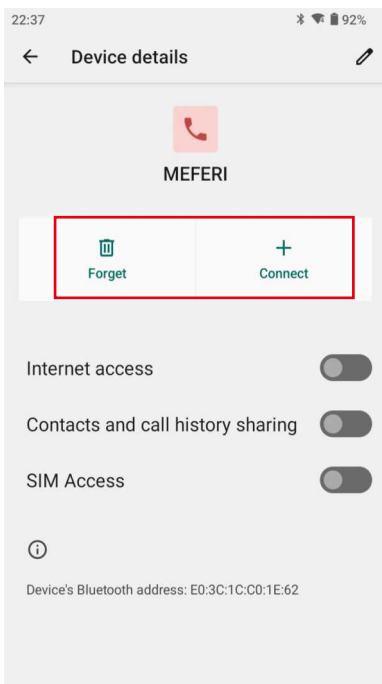 22:37 92%
Device details
MEFERI
Forget Connect
Internet access
Contacts and call history sharing
SIM Access
Device's Bluetooth address: E0:3C:1C:C0:1E:62